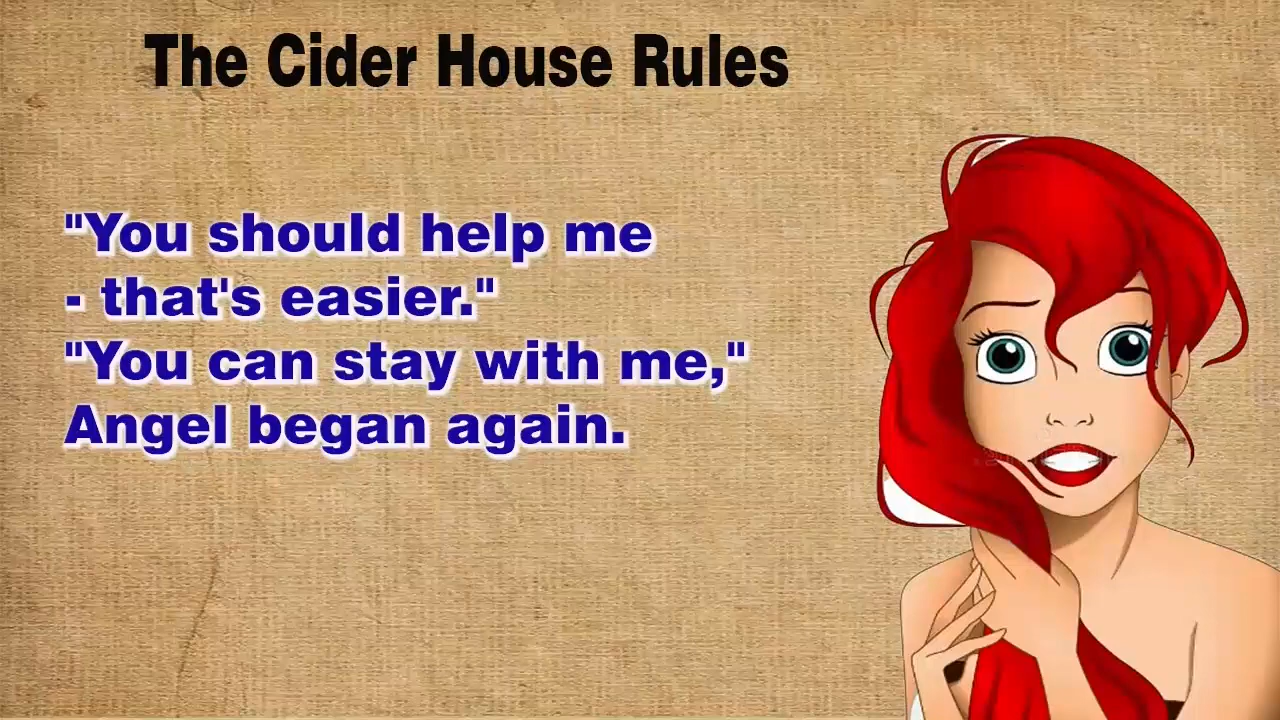 The Cider House Rules
"You should help me
- that's easier."
"You can stay with me,"
Angel began again.